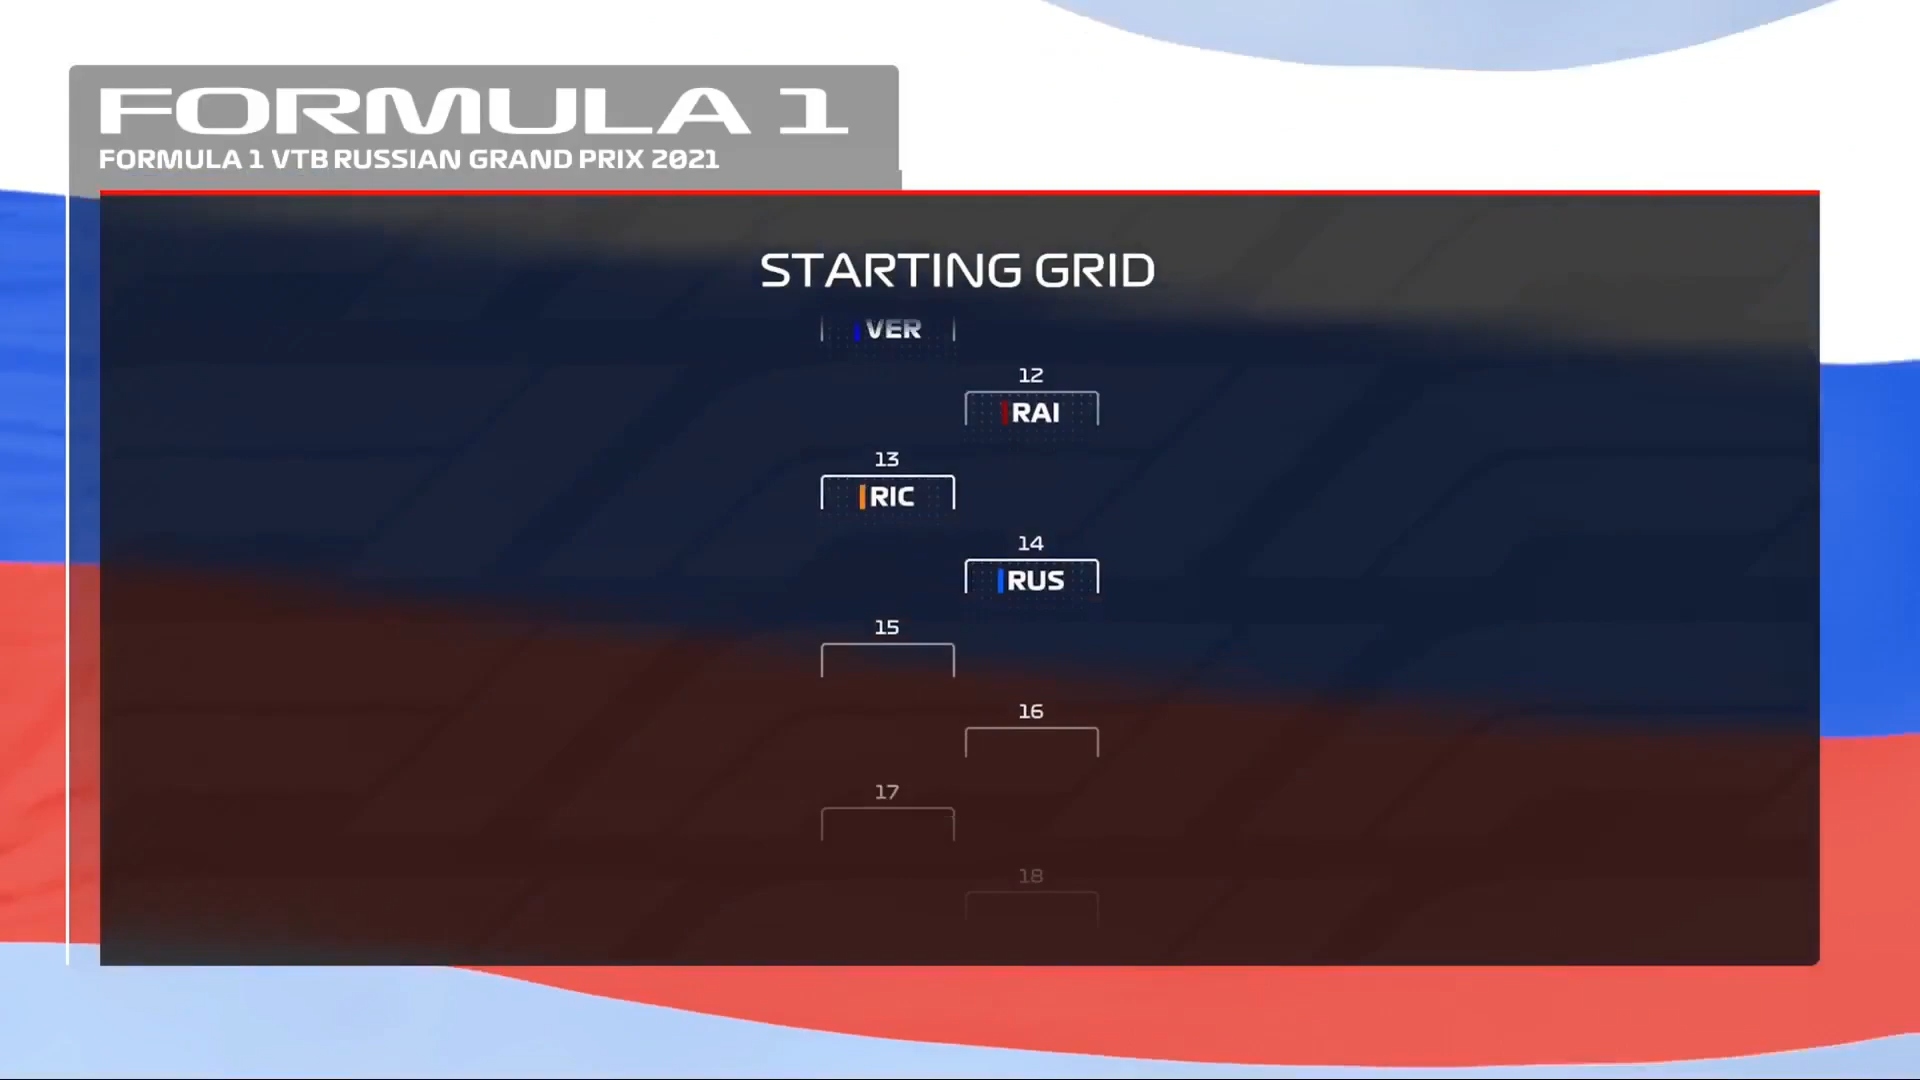 FORMULA 1
FORMULA 1 VTB RUSSIAN GRAND PRIX 2021
STARTING GRID
VER
12
RAI
13
RIC
14
RUS
15
16
17
18